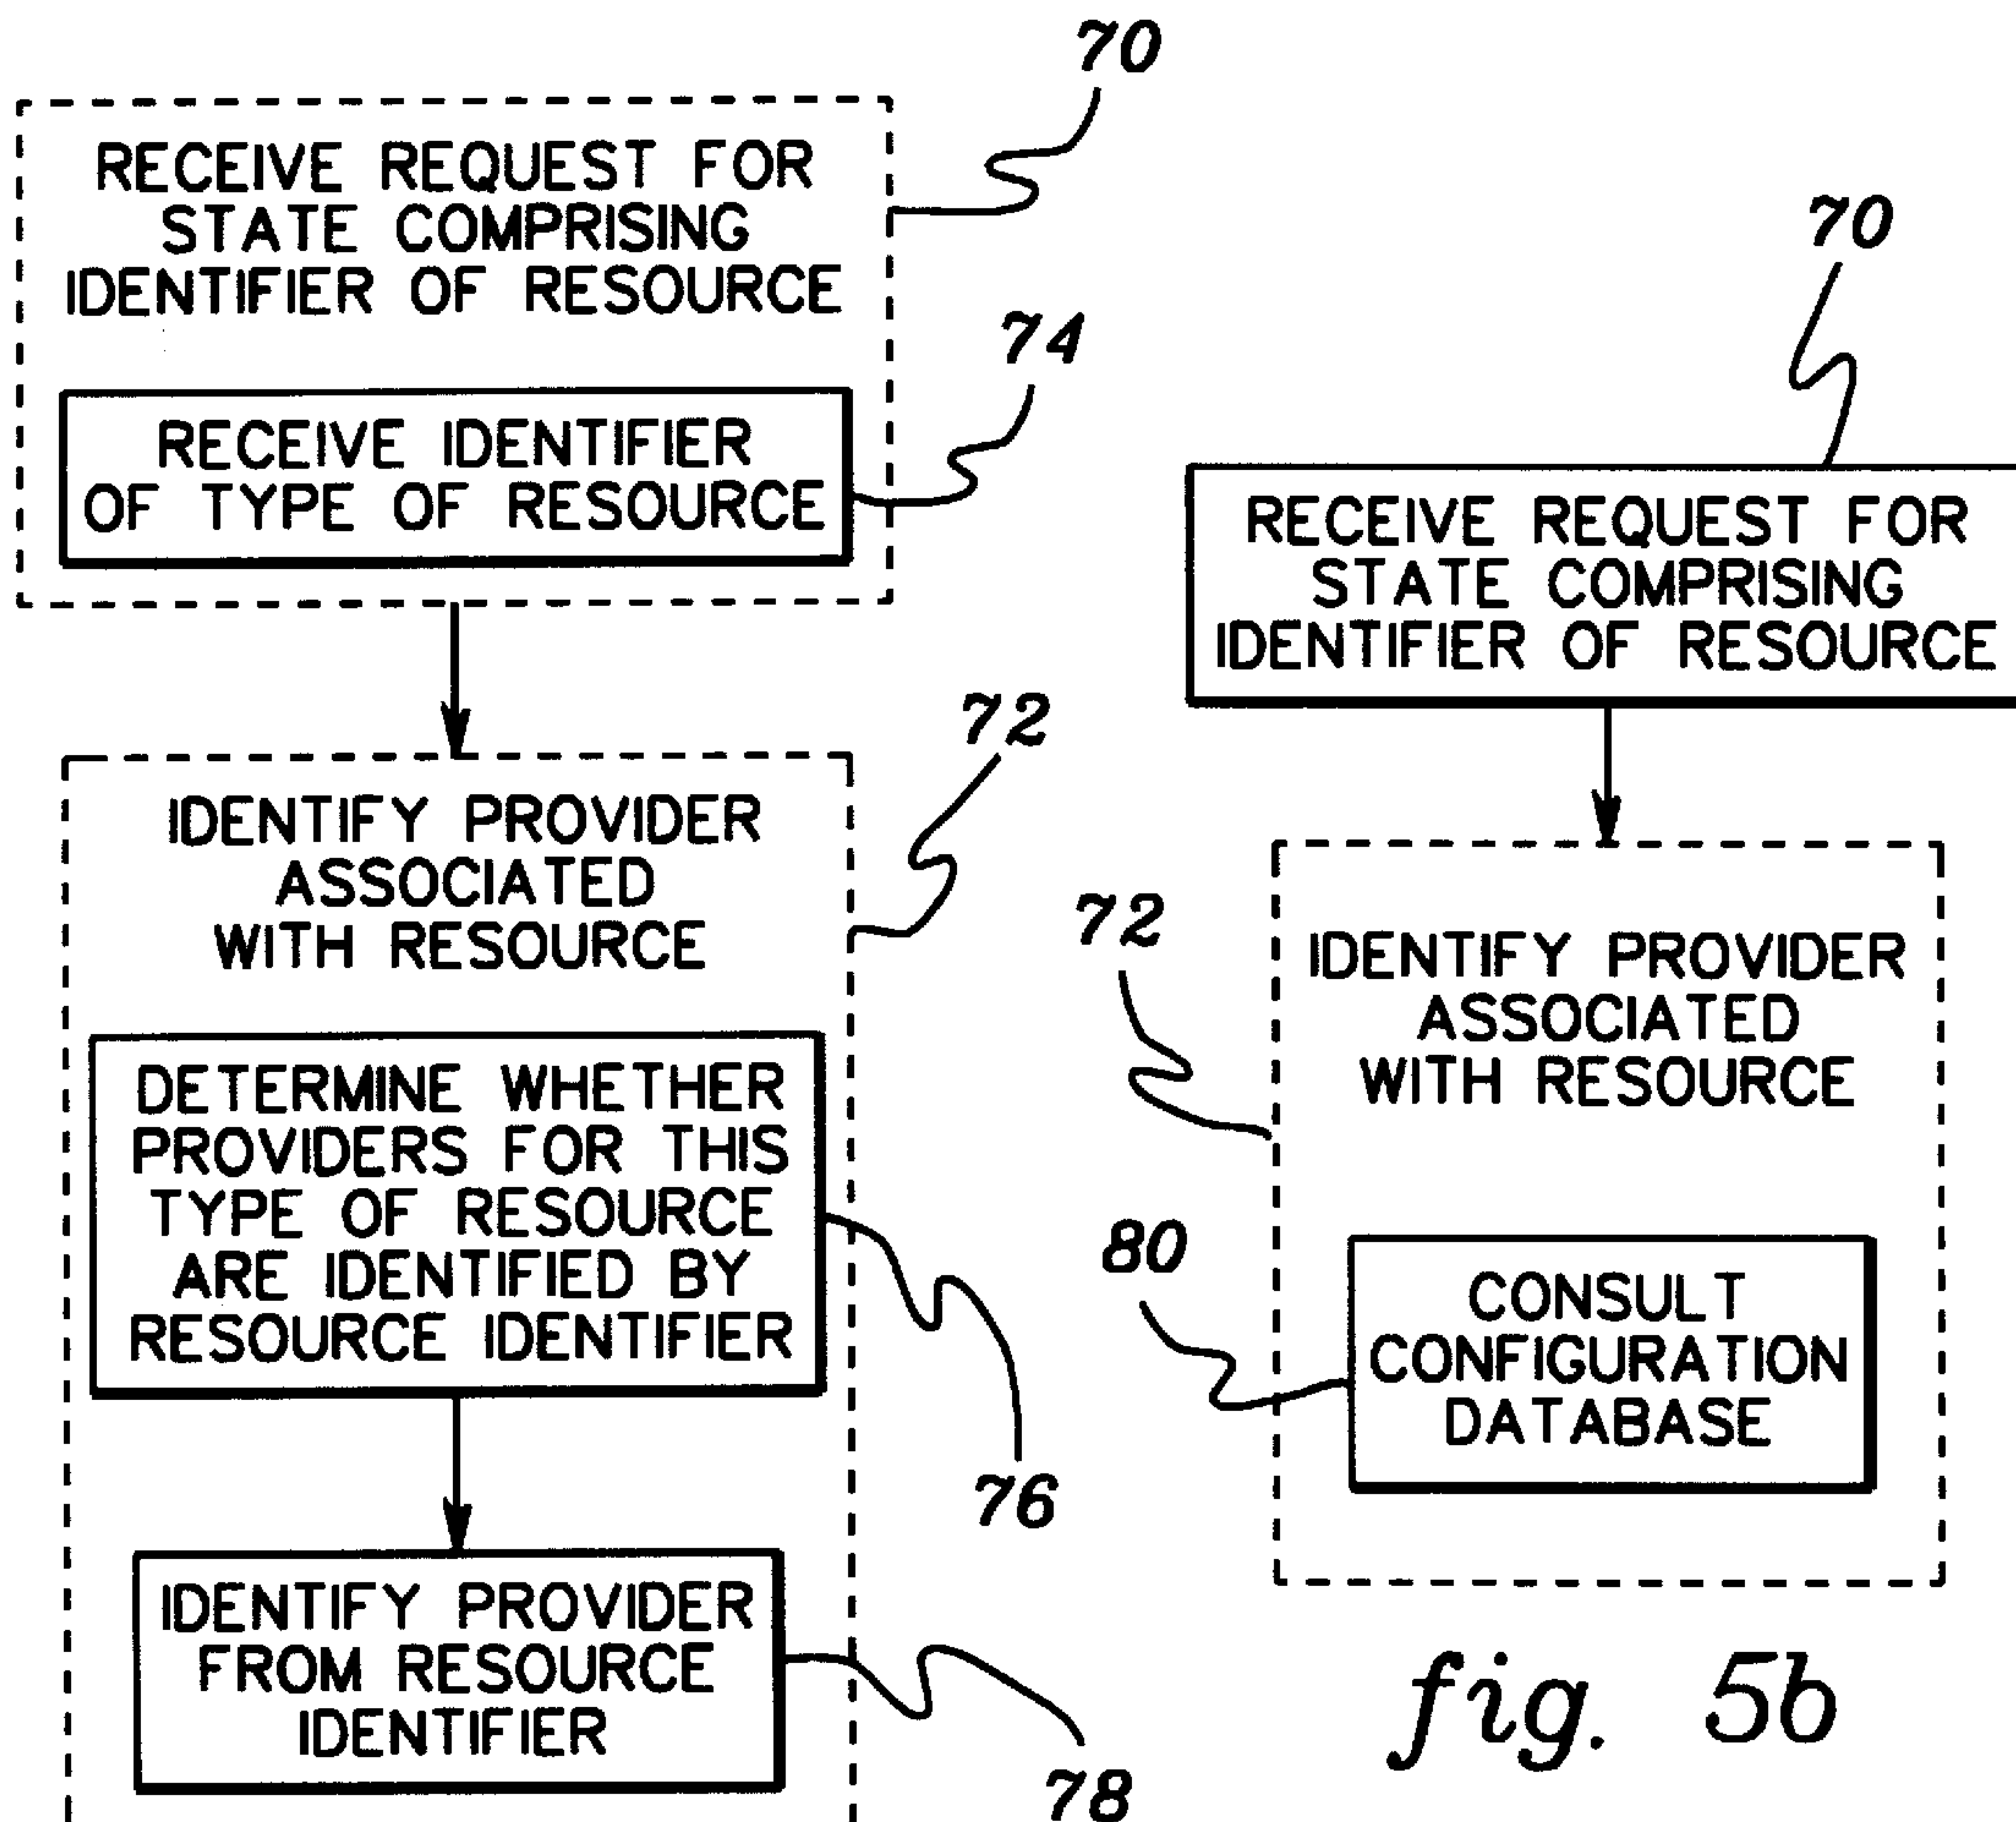 70
RECEIVE REQUEST FOR
STATE COMPRISING
IDENTIFIER OF RESOURCE
74
RECEIVE IDENTIFIER
OF TYPE OF RESOURCE
72
IDENTIFY PROVIDER
ASSOCIATED
WITH RESOURCE
DETERMINE WHETHER
PROVIDERS FOR THIS
TYPE OF RESOURCE
ARE IDENTIFIED BY
RESOURCE IDENTIFIER
76
IDENTIFY PROVIDER
FROM RESOURCE
IDENTIFIER
78
70
RECEIVE REQUEST FOR
STATE COMPRISING
IDENTIFIER OF RESOURCE
72
IDENTIFY PROVIDER
ASSOCIATED
WITH RESOURCE
80
CONSULT
CONFIGURATION
DATABASE
fig. 5b